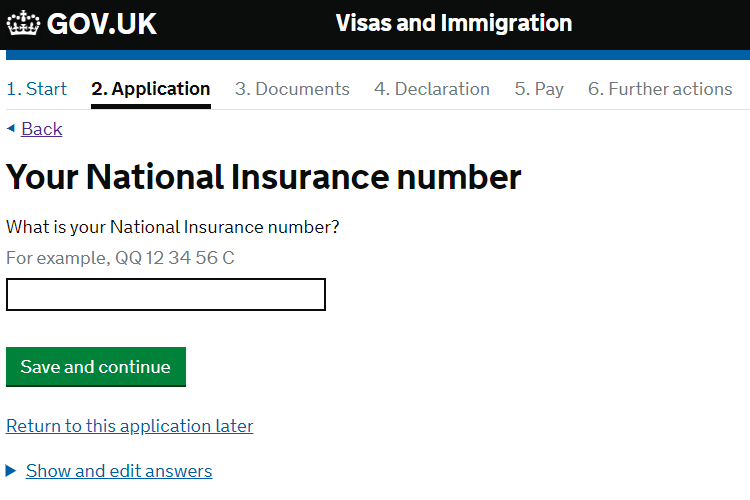 GOV.UK Visas and Immigration
1. Start 2. Application 3. Documents 4. Declaration 5. Pay 6. Further actions
Back
Your National Insurance number
What is your National Insurance number?
For example, QQ 12 34 56 C
Save and continue
Return to this application later
Show and edit answers